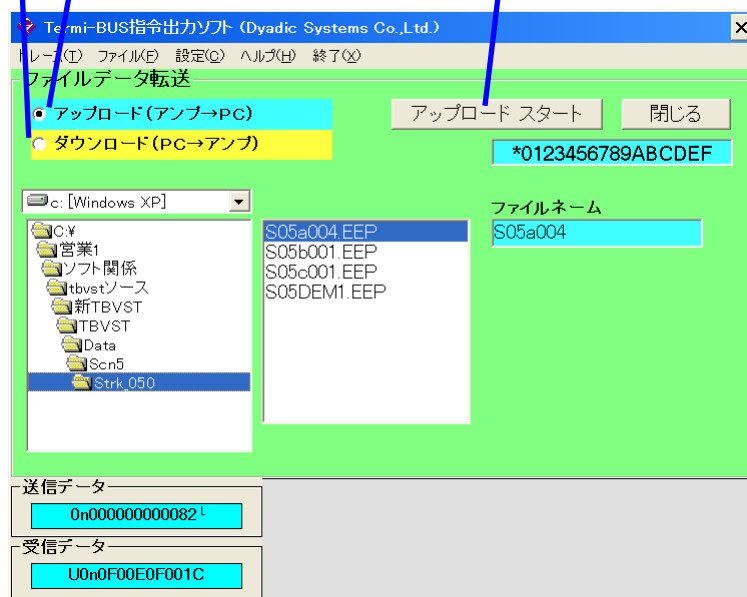 Termi-BUS指令出力ソフト (Dyadic Systems Co.,Ltd.)
トレース(T) ファイル(F) 設定(C) ヘルプ(H) 終了(X)
ファイルデータ転送
アップロード(アンプ→PC)
アップロード スタート
閉じる
ダウンロード(PC→アンプ)
*0123456789ABCDEF
c: [Windows XP]
ファイルネーム
S05a004
C:¥
営業1
ソフト関係
tbvstソース
新TBVST
TBVST
Data
Scn5
Strk_050
S05a004.EEP
S05b001.EEP
S05c001.EEP
S05DEM1.EEP
送信データ
0n000000000082└
受信データ
U0n0F00E0F001C